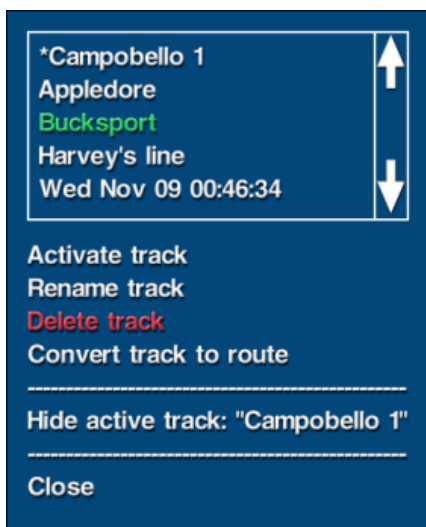 *Campobello 1
Appledore
Bucksport
Harvey's line
Wed Nov 09 00:46:34
Activate track
Rename track
Delete track
Convert track to route
--------------------------------------------------
Hide active track: "Campobello 1"
--------------------------------------------------
Close